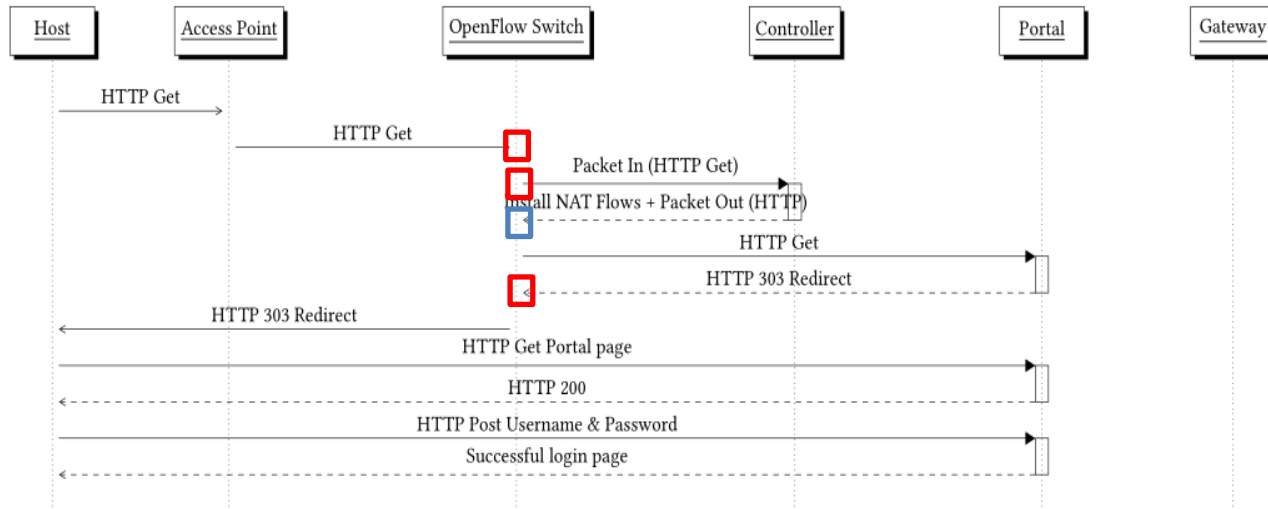 Host
Access Point
OpenFlow Switch
Controller
Portal
Gateway
HTTP Get
HTTP Get
Packet In (HTTP Get)
Install NAT Flows + Packet Out (HTTP)
HTTP Get
HTTP 303 Redirect
HTTP 303 Redirect
HTTP Get Portal page
HTTP 200
HTTP Post Username & Password
Successful login page